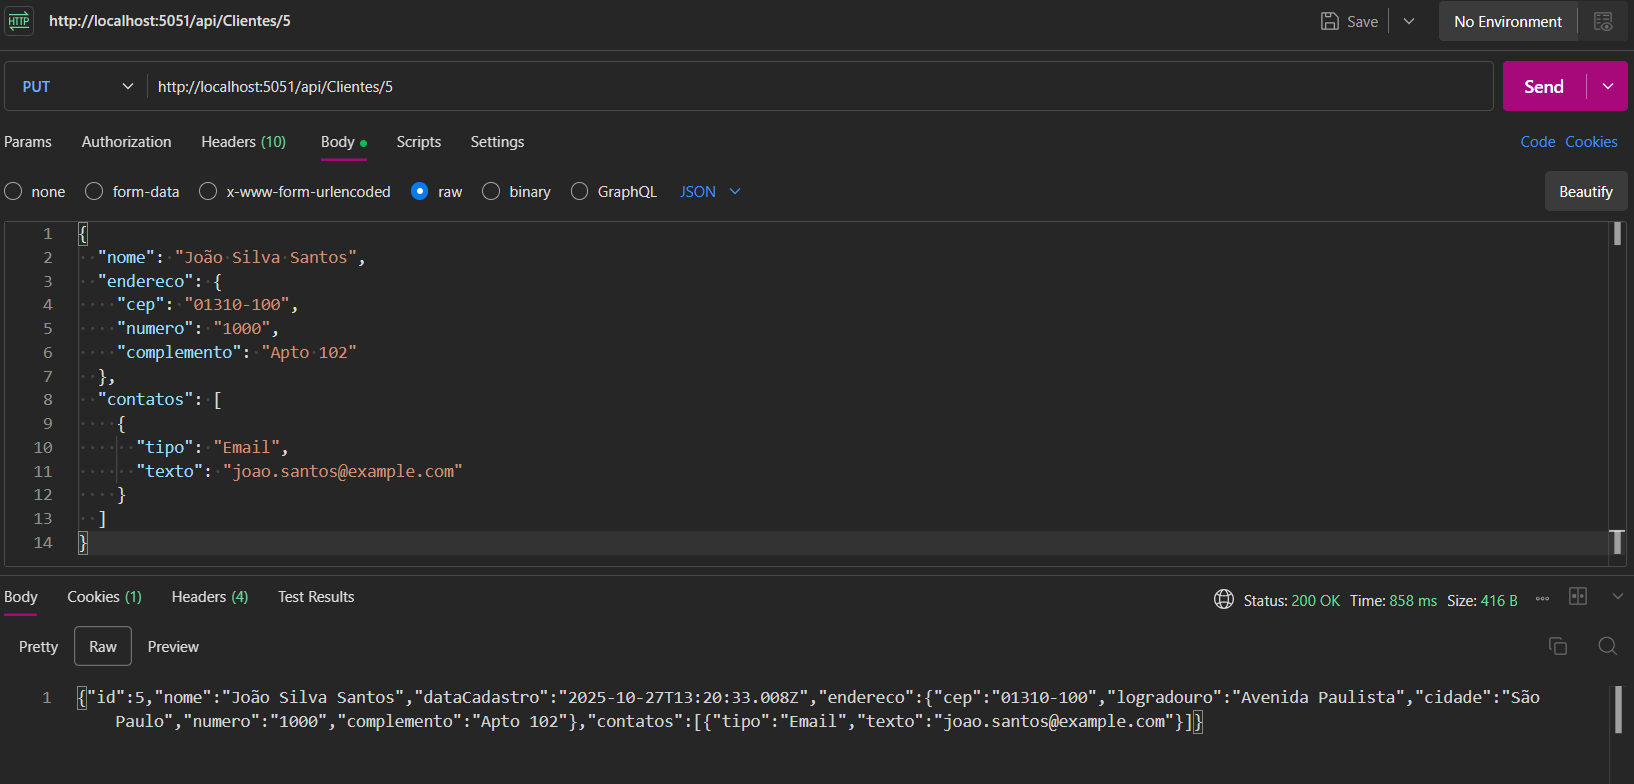 HTTP http://localhost:5051/api/Clientes/5 Save No Environment
PUT http://localhost:5051/api/Clientes/5 Send
Params Authorization Headers (10) Body Scripts Settings Code Cookies
none form-data x-www-form-urlencoded raw binary GraphQL JSON Beautify
1 {
2 "nome": "João Silva Santos",
3 "endereco": {
4 "cep": "01310-100",
5 "numero": "1000",
6 "complemento": "Apto 102"
7 },
8 "contatos": [
9 {
10 "tipo": "Email",
11 "texto": "joao.santos@example.com"
12 }
13 ]
14 }
Body Cookies (1) Headers (4) Test Results Status: 200 OK Time: 858 ms Size: 416 B
Pretty Raw Preview
1 {"id":5,"nome":"João Silva Santos","dataCadastro":"2025-10-27T13:20:33.008Z","endereco":{"cep":"01310-100","logradouro":"Avenida Paulista","cidade":"São
Paulo","numero":"1000","complemento":"Apto 102"},"contatos":[{"tipo":"Email","texto":"joao.santos@example.com"}]}